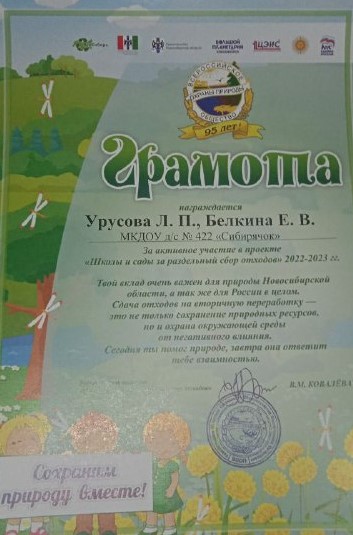 БОЛЬШОЙ ПЛАНЕТАРИЙ
ВСЕРОССИЙСКОЕ
ОХРАНЫ ПРИРОДЫ
ОБЩЕСТВО
95 лет!
Грамота
награждается
Урусова Л. П., Белкина Е. В.
МКДОУ д/с № 422 «Сибирячок»
За активное участие в проекте
«Школы и сады за раздельный сбор отходов» 2022-2023 гг.
Твой вклад очень важен для природы Новосибирской
области, а так же для России в целом.
Сдача отходов на вторичную переработку —
это не только сохранение природных ресурсов,
но и охрана окружающей среды
от негативного влияния.
Сегодня ты помог природе, завтра она ответит
тебе взаимностью.
В.М. КОВАЛЁВА
Сохраним
природу вместе!